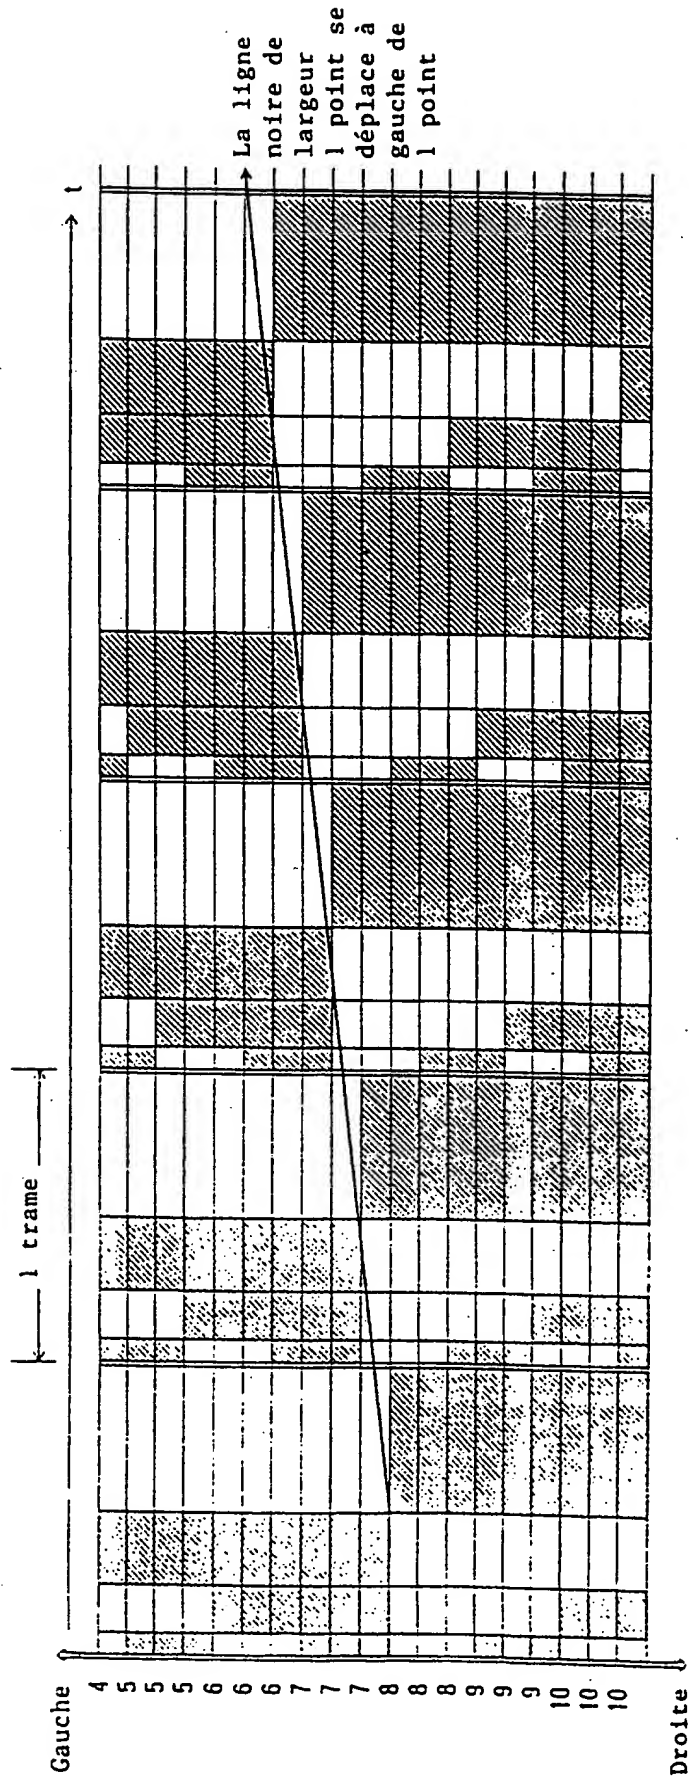 Gauche
4
5
5
5
6
6
6
7
7
7
8
8
8
9
9
9
10
10
10
Droite
1 trame
t
La ligne
noire de
largeur
1 point se
déplace à
gauche de
1 point